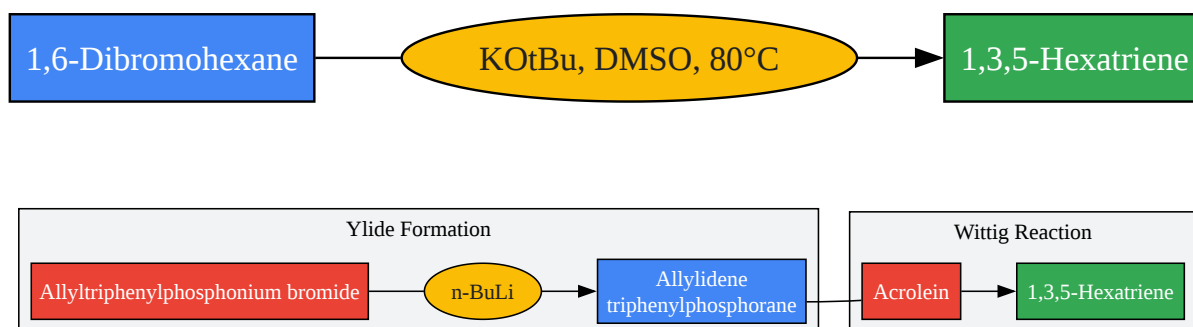 1,6-Dibromohexane
KOtBu, DMSO, 80°C
1,3,5-Hexatriene
Ylide Formation
Allyltriphenylphosphonium bromide
n-BuLi
Allylidene
triphenylphosphorane
Wittig Reaction
Acrolein
1,3,5-Hexatriene